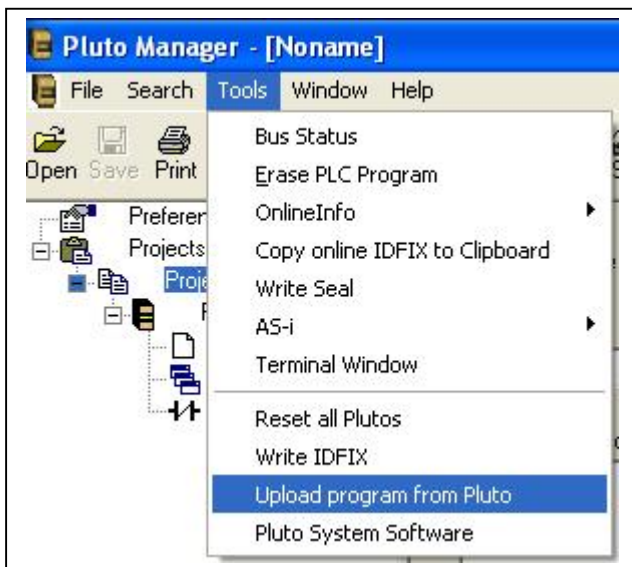 Pluto Manager - [Noname]
File Search Tools Window Help
Open Save Print
Bus Status
Erase PLC Program
OnlineInfo
Copy online IDFIX to Clipboard
Write Seal
AS-i
Terminal Window
Reset all Plutos
Write IDFIX
Upload program from Pluto
Pluto System Software
Projects